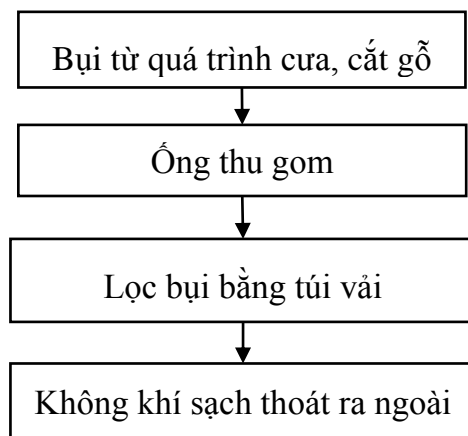 Bụi từ quá trình cưa, cắt gỗ
Ống thu gom
Lọc bụi bằng túi vải
Không khí sạch thoát ra ngoài